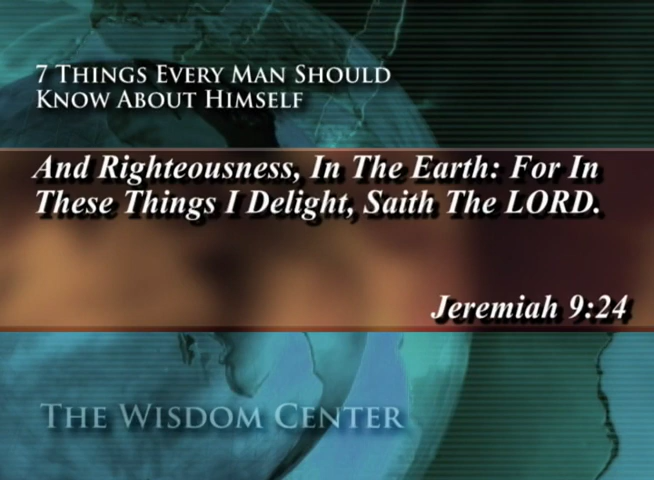 7 Things Every Man Should
Know About Himself
And Righteousness, In The Earth: For In
These Things I Delight, Saith The LORD.
Jeremiah 9:24
The Wisdom Center